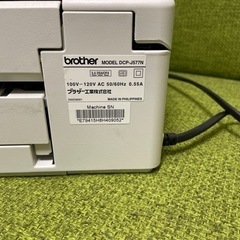 brother MODEL DCP-J577N
100V-120V AC 50/60Hz 0.55A
ブラザー工業株式会社
MADE IN PHILIPPINES
Machine SN
*E79415H8H409052*